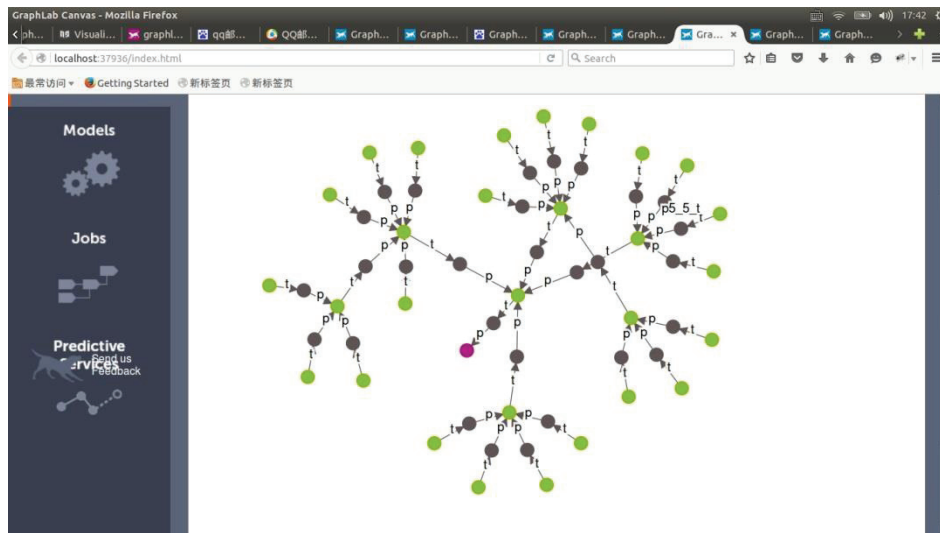 GraphLab Canvas - Mozilla Firefox
17:42
ph... Visuali... graphl... qq邮... QQ邮... Graph... Graph... Graph... Graph... Graph... Gra... Graph... Graph...
localhost:37936/index.html
Search
最常访问 Getting Started 新标签页 新标签页
Models
Jobs
Predictive
Services
Send us
Feedback
p5_5_t
t t t t t t t t t t t t t t t t t t t t t t t t t t t
p p p p p p p p p p p p p p p p p p p p p p p p p p p